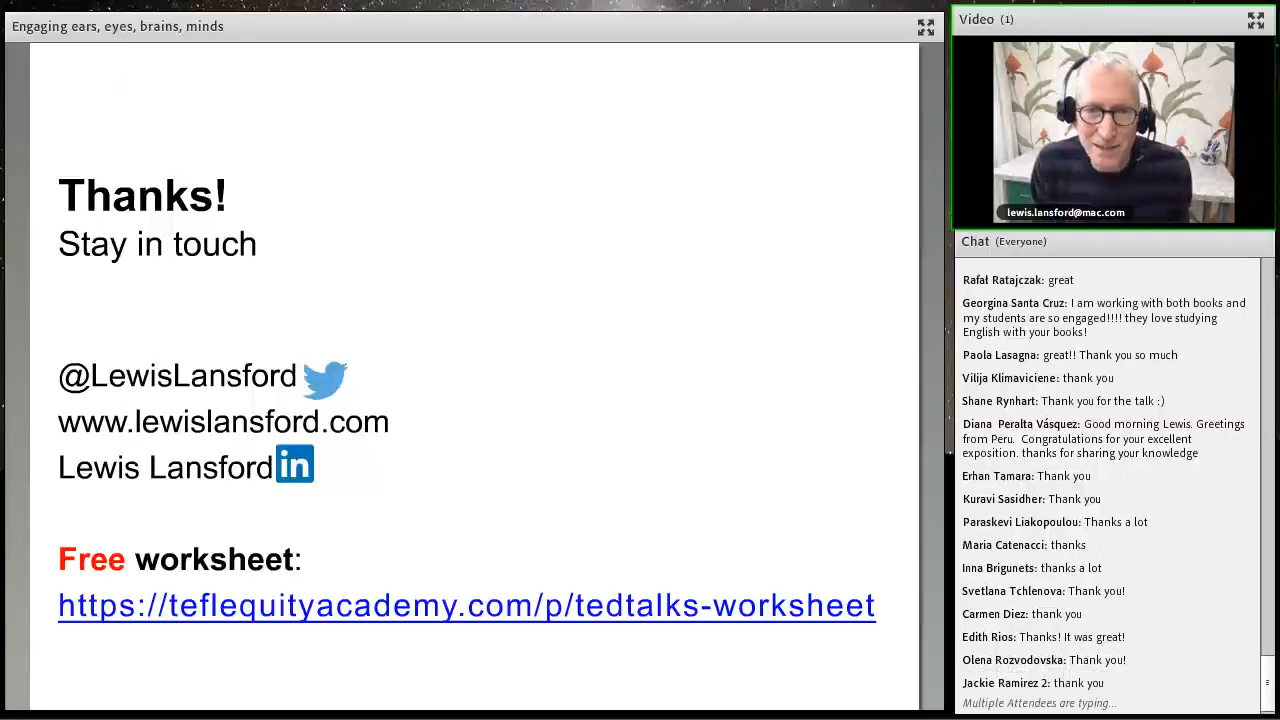 Engaging ears, eyes, brains, minds
Thanks!
Stay in touch
@LewisLansford
www.lewislansford.com
Lewis Lansford in
Free worksheet:
https://teflequityacademy.com/p/tedtalks-worksheet
Video (1)
lewis.lansford@mac.com
Chat (Everyone)
Rafał Ratajczak: great
Georgina Santa Cruz: I am working with both books and
my students are so engaged!!!! they love studying
English with your books!
Paola Lasagna: great!! Thank you so much
Vilija Klimaviciene: thank you
Shane Rynhart: Thank you for the talk :)
Diana Peralta Vásquez: Good morning Lewis. Greetings
from Peru. Congratulations for your excellent
exposition. thanks for sharing your knowledge
Erhan Tamara: Thank you
Kuravi Sasidher: Thank you
Paraskevi Liakopoulou: Thanks a lot
Maria Catenacci: thanks
Inna Brigunets: thanks a lot
Svetlana Tchlenova: Thank you!
Carmen Diez: thank you
Edith Rios: Thanks! It was great!
Olena Rozvodovska: Thank you!
Jackie Ramirez 2: thank you
Multiple Attendees are typing...